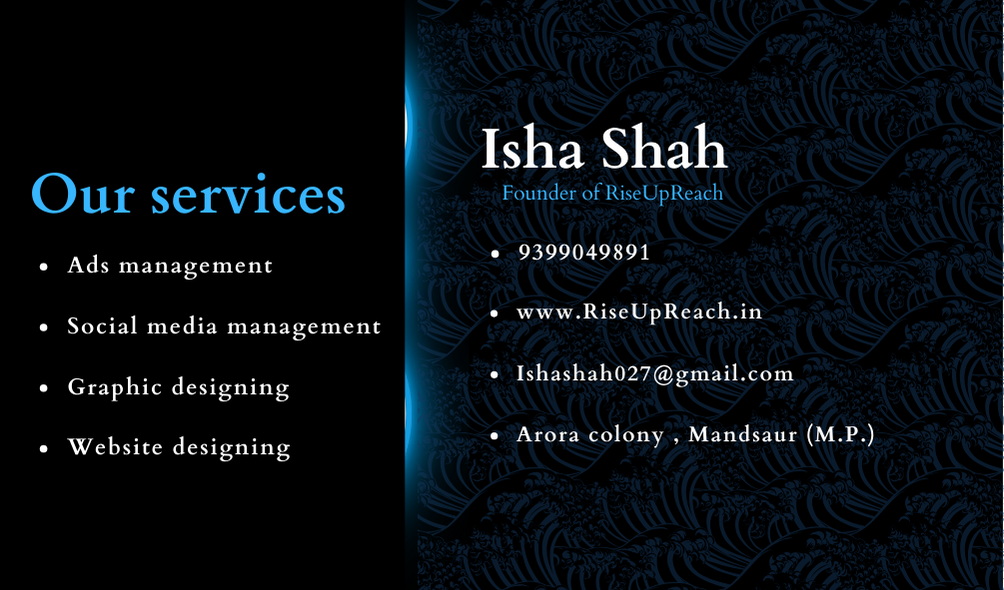 Our services
Ads management
Social media management
Graphic designing
Website designing
Isha Shah
Founder of RiseUpReach
9399049891
www.RiseUpReach.in
Ishashah027@gmail.com
Arora colony , Mandsaur (M.P.)